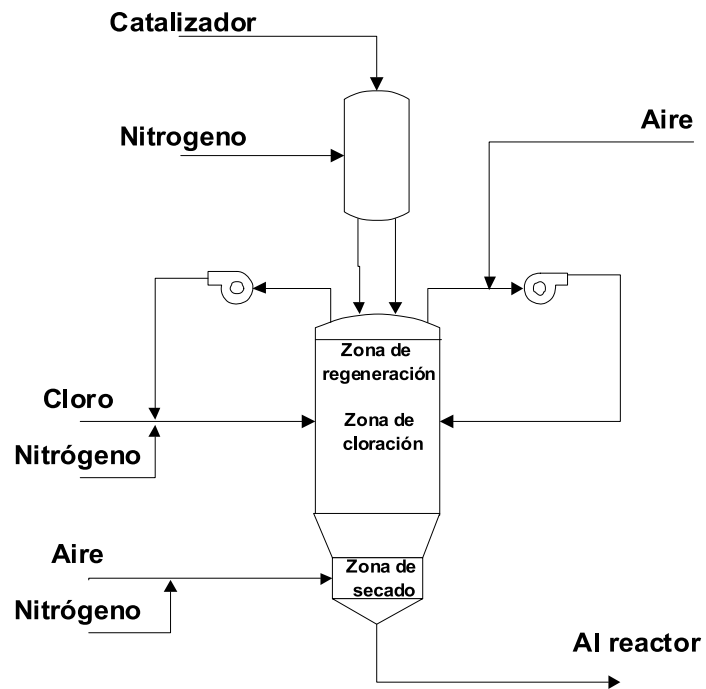 Catalizador
Nitrogeno
Aire
Zona de
regeneración
Cloro
Zona de
cloración
Nitrógeno
Aire
Zona de
secado
Nitrógeno
Al reactor